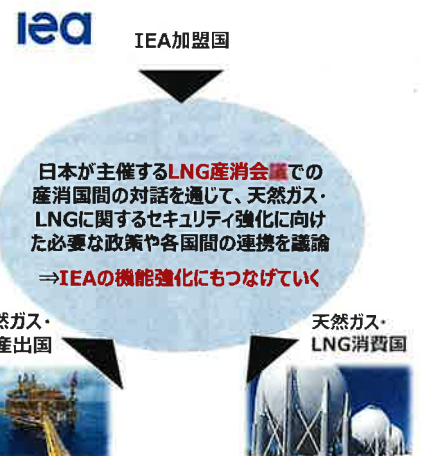 iea
IEA加盟国
日本が主催するLNG産消会議での
産消国間の対話を通じて、天然ガス・
LNGに関するセキュリティ強化に向け
た必要な政策や各国間の連携を議論
⇒IEAの機能強化にもつなげていく
然ガス・
産出国
天然ガス・
LNG消費国